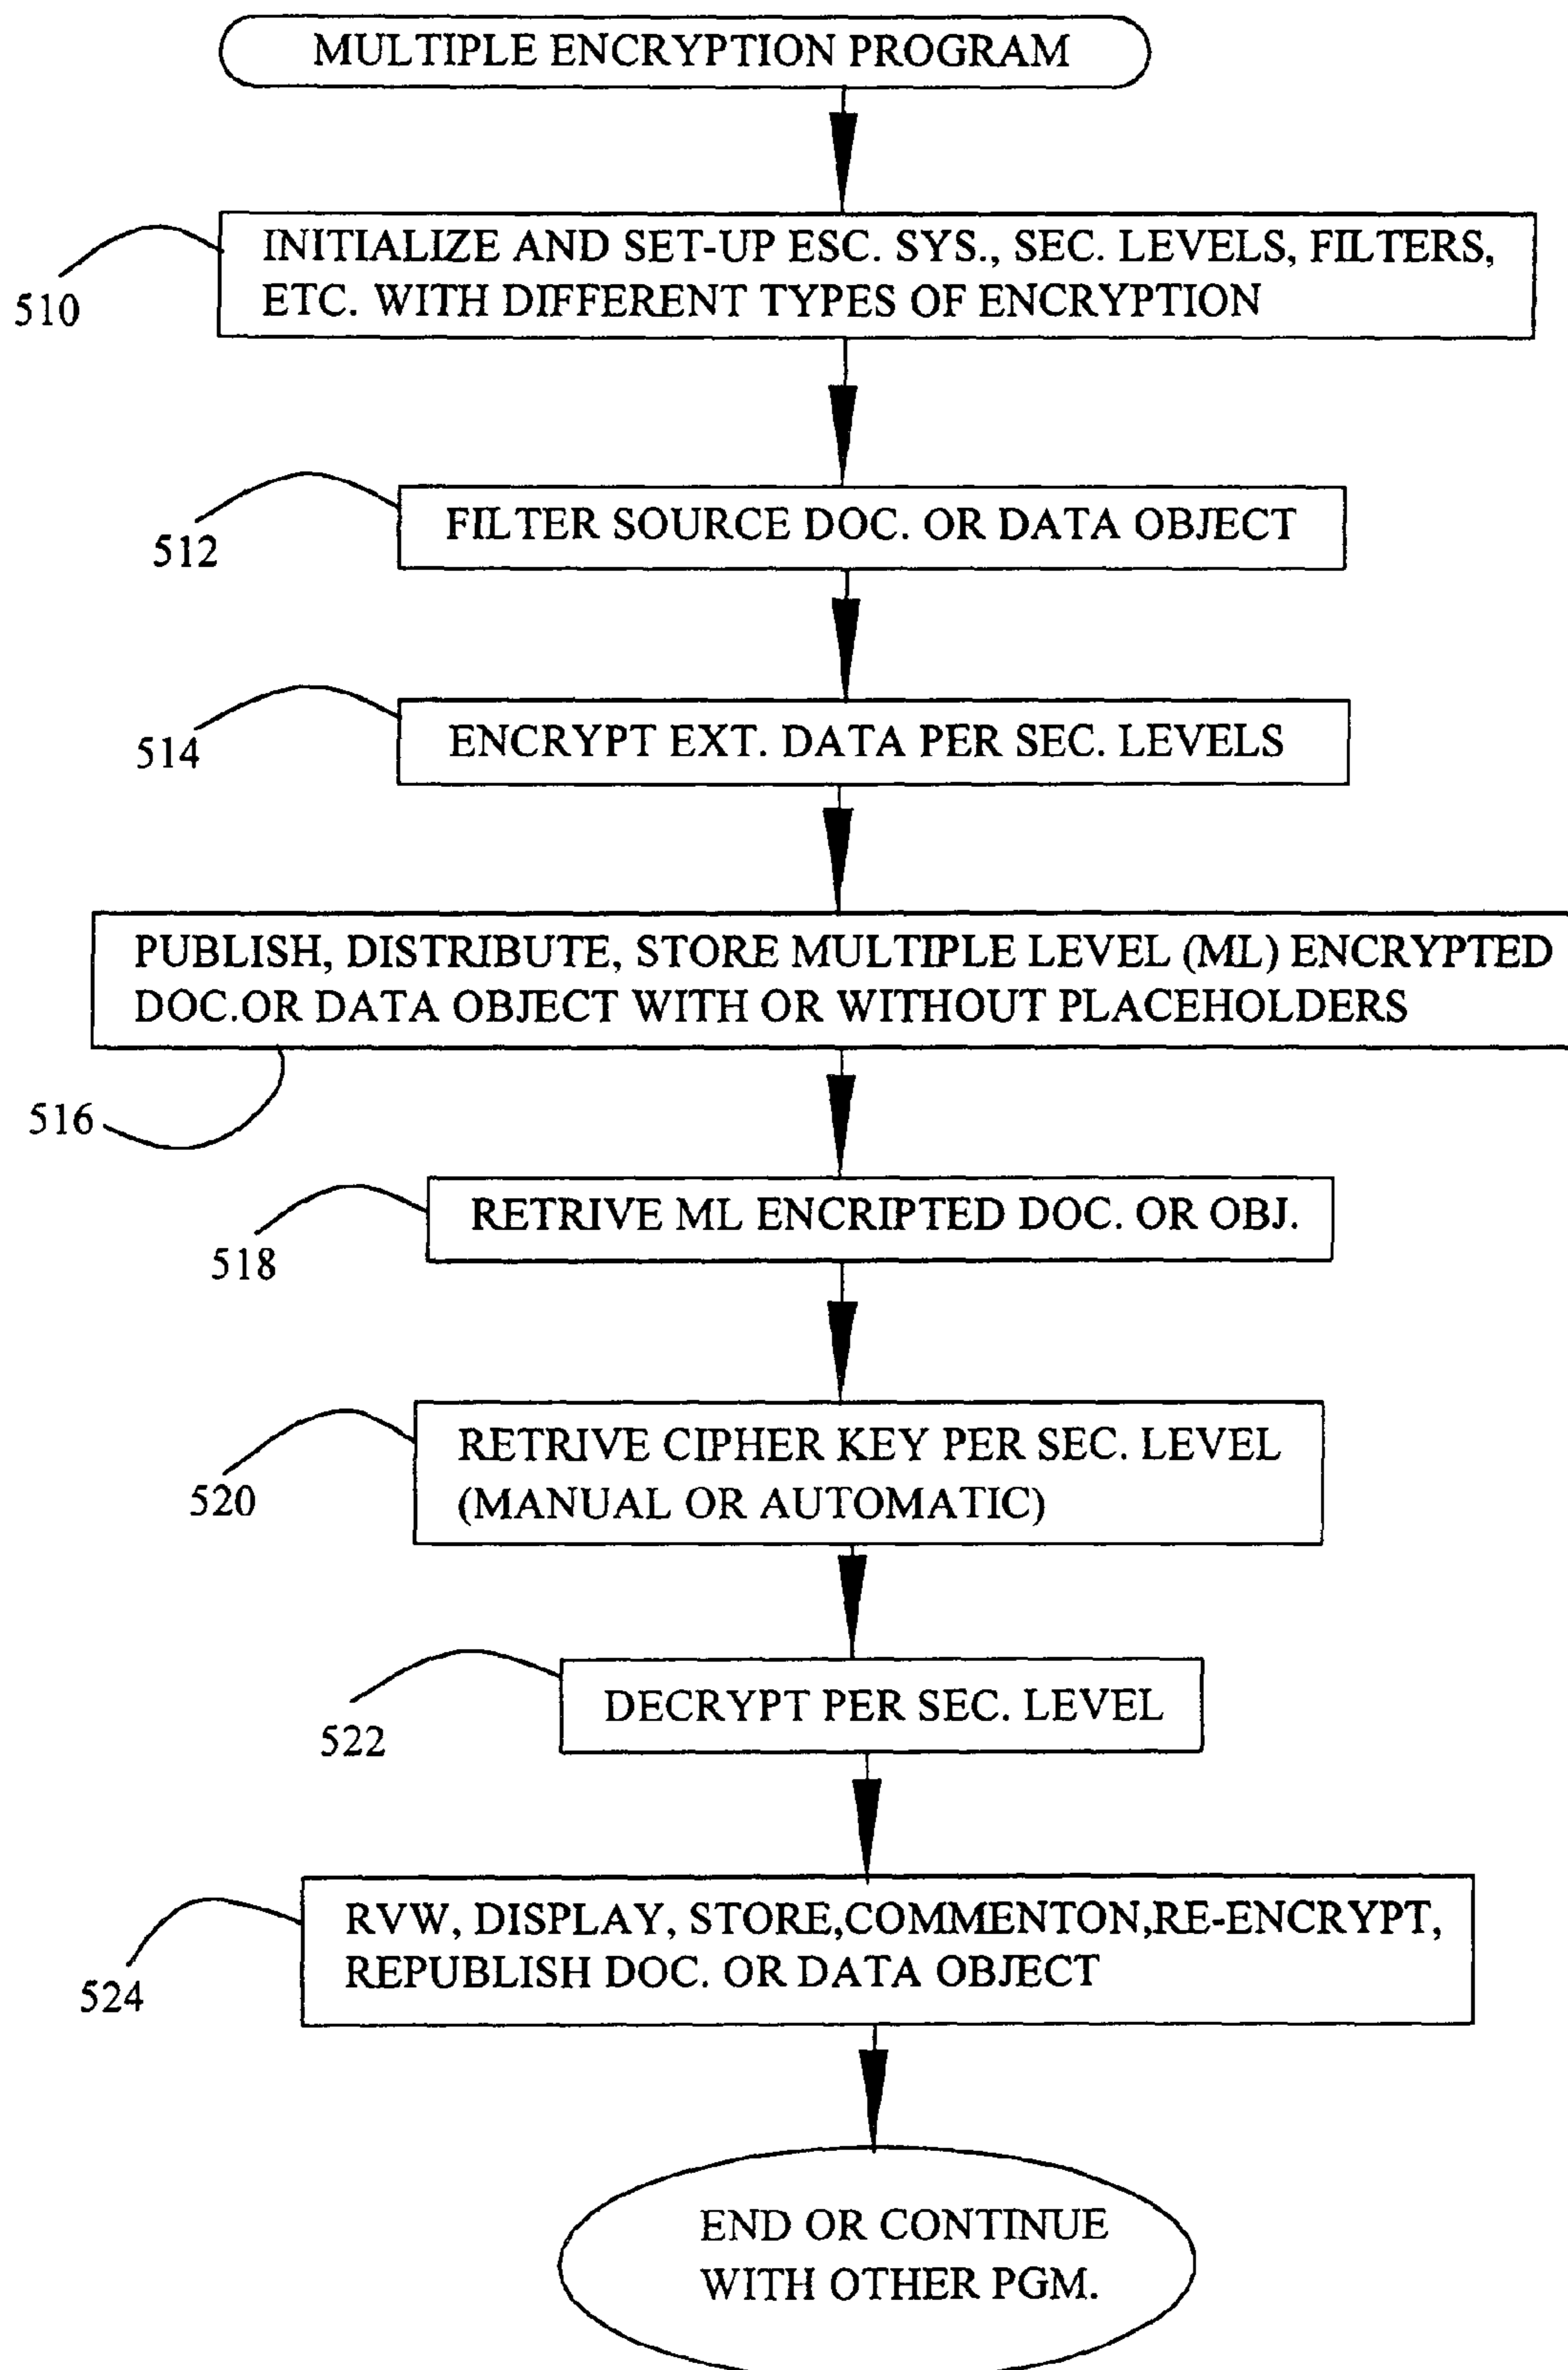 MULTIPLE ENCRYPTION PROGRAM
INITIALIZE AND SET-UP ESC. SYS., SEC. LEVELS, FILTERS,
ETC. WITH DIFFERENT TYPES OF ENCRYPTION
510
FILTER SOURCE DOC. OR DATA OBJECT
512
ENCRYPT EXT. DATA PER SEC. LEVELS
514
PUBLISH, DISTRIBUTE, STORE MULTIPLE LEVEL (ML) ENCRYPTED
DOC.OR DATA OBJECT WITH OR WITHOUT PLACEHOLDERS
516
RETRIVE ML ENCRIPTED DOC. OR OBJ.
518
RETRIVE CIPHER KEY PER SEC. LEVEL
(MANUAL OR AUTOMATIC)
520
DECRYPT PER SEC. LEVEL
522
RVW, DISPLAY, STORE,COMMENTON,RE-ENCRYPT,
REPUBLISH DOC. OR DATA OBJECT
524
END OR CONTINUE
WITH OTHER PGM.